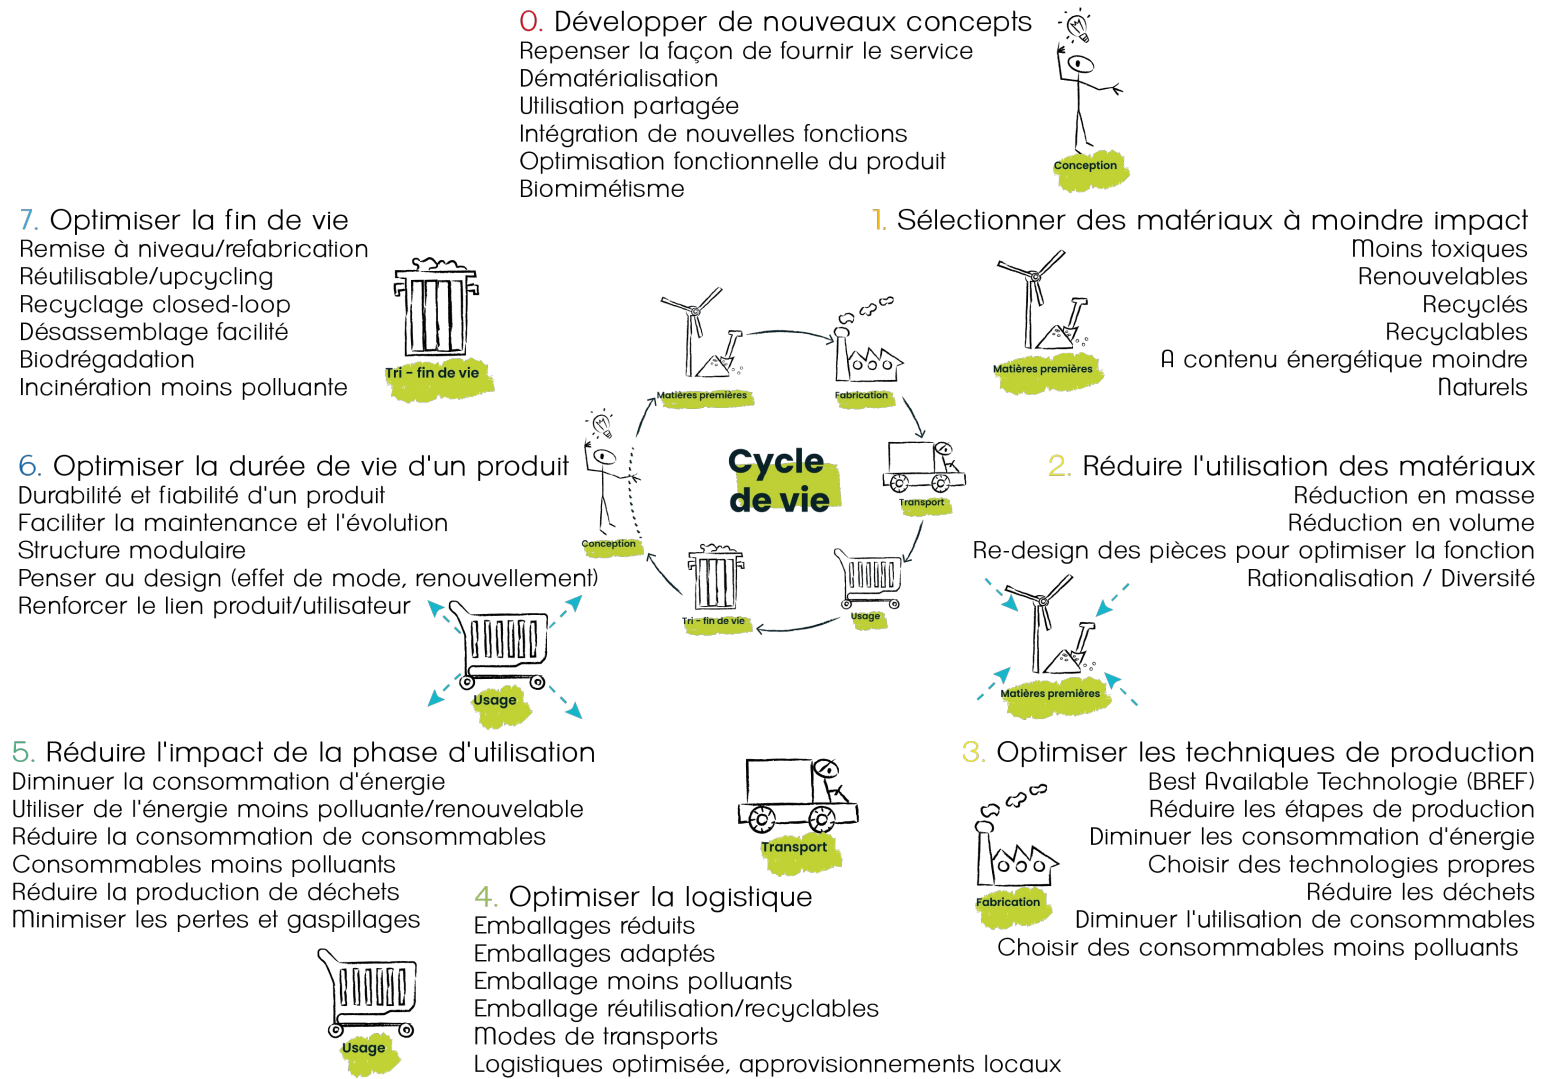 0. Développer de nouveaux concepts
Repenser la façon de fournir le service
Dématérialisation
Utilisation partagée
Intégration de nouvelles fonctions
Optimisation fonctionnelle du produit
Biomimétisme
Conception
1. Sélectionner des matériaux à moindre impact
Moins toxiques
Renouvelables
Recyclés
Recyclables
A contenu énergétique moindre
Naturels
Matières premières
2. Réduire l'utilisation des matériaux
Réduction en masse
Réduction en volume
Re-design des pièces pour optimiser la fonction
Rationalisation / Diversité
Matières premières
3. Optimiser les techniques de production
Best Available Technologie (BREF)
Réduire les étapes de production
Diminuer les consommation d'énergie
Choisir des technologies propres
Réduire les déchets
Diminuer l'utilisation de consommables
Choisir des consommables moins polluants
Fabrication
Transport
4. Optimiser la logistique
Emballages réduits
Emballages adaptés
Emballage moins polluants
Emballage réutilisation/recyclables
Modes de transports
Logistiques optimisée, approvisionnements locaux
5. Réduire l'impact de la phase d'utilisation
Diminuer la consommation d'énergie
Utiliser de l'énergie moins polluante/renouvelable
Réduire la consommation de consommables
Consommables moins polluants
Réduire la production de déchets
Minimiser les pertes et gaspillages
Usage
6. Optimiser la durée de vie d'un produit
Durabilité et fiabilité d'un produit
Faciliter la maintenance et l'évolution
Structure modulaire
Penser au design (effet de mode, renouvellement)
Renforcer le lien produit/utilisateur
Usage
7. Optimiser la fin de vie
Remise à niveau/refabrication
Réutilisable/upcycling
Recyclage closed-loop
Désassemblage facilité
Biodrégadation
Incinération moins polluante
Tri - fin de vie
Cycle
de vie
Matières premières
Fabrication
Transport
Usage
Tri - fin de vie
Conception